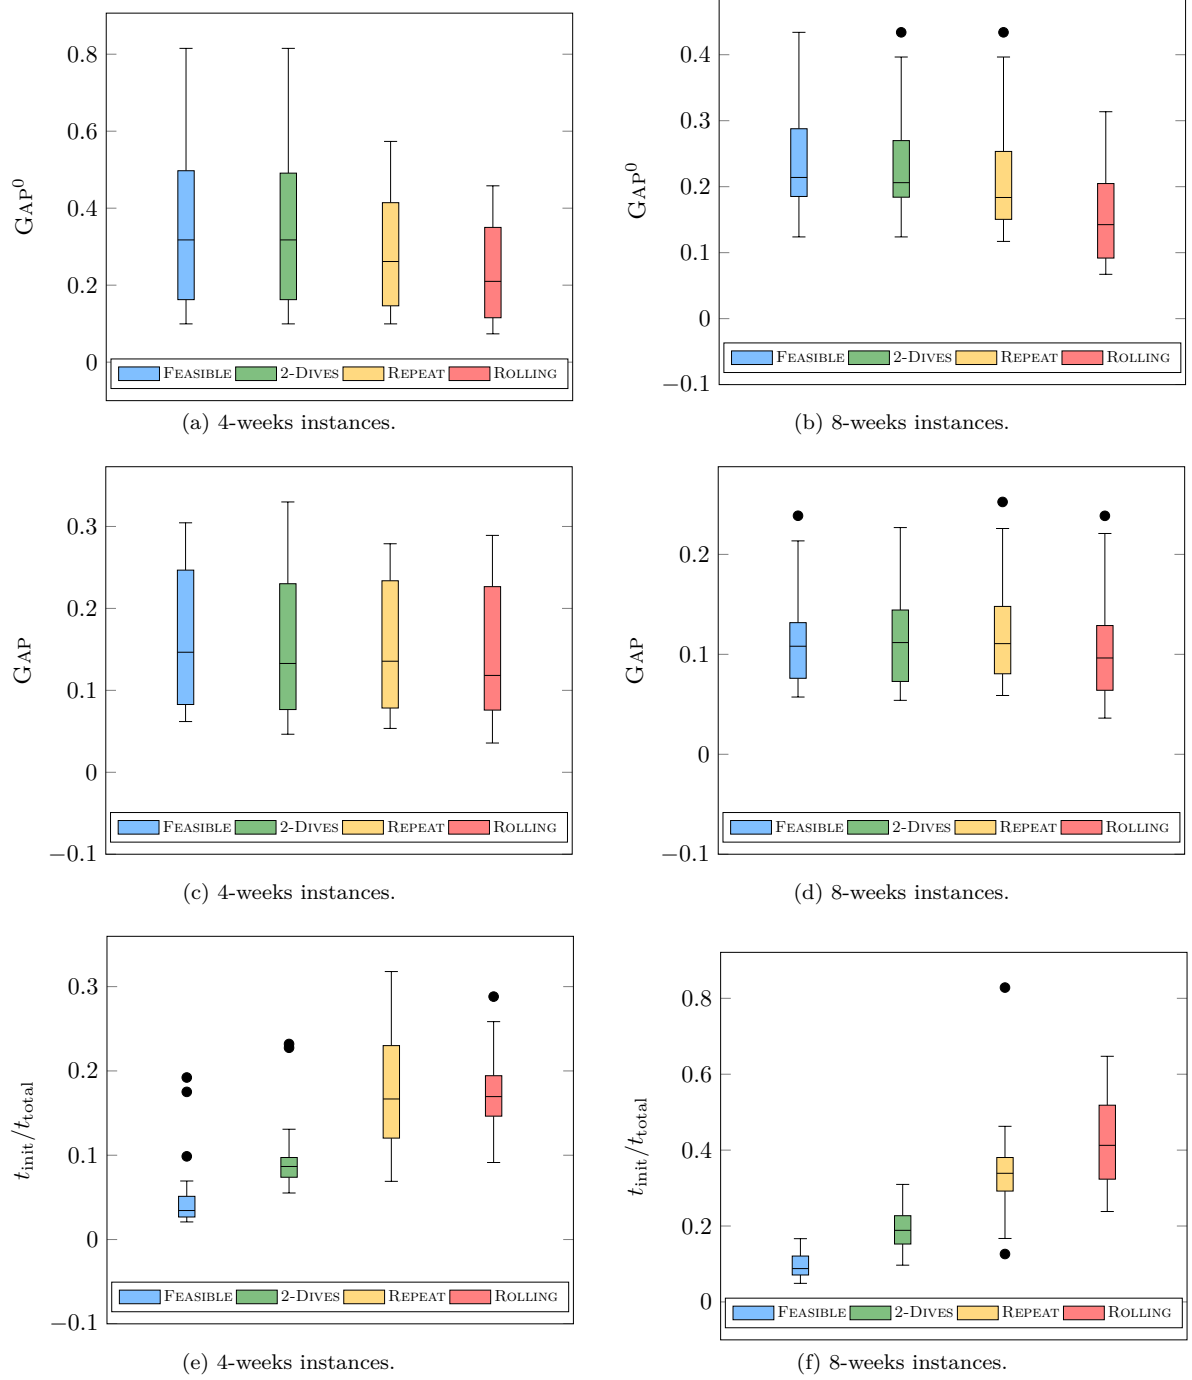 0.8
0.6
0.4
0.2
0
GAP⁰
FEASIBLE 2-DIVES REPEAT ROLLING
(a) 4-weeks instances.
0.4
0.3
0.2
0.1
0
−0.1
GAP⁰
FEASIBLE 2-DIVES REPEAT ROLLING
(b) 8-weeks instances.
0.3
0.2
0.1
0
−0.1
GAP
FEASIBLE 2-DIVES REPEAT ROLLING
(c) 4-weeks instances.
0.2
0.1
0
−0.1
GAP
FEASIBLE 2-DIVES REPEAT ROLLING
(d) 8-weeks instances.
0.3
0.2
0.1
0
−0.1
t_init/t_total
FEASIBLE 2-DIVES REPEAT ROLLING
(e) 4-weeks instances.
0.8
0.6
0.4
0.2
0
t_init/t_total
FEASIBLE 2-DIVES REPEAT ROLLING
(f) 8-weeks instances.